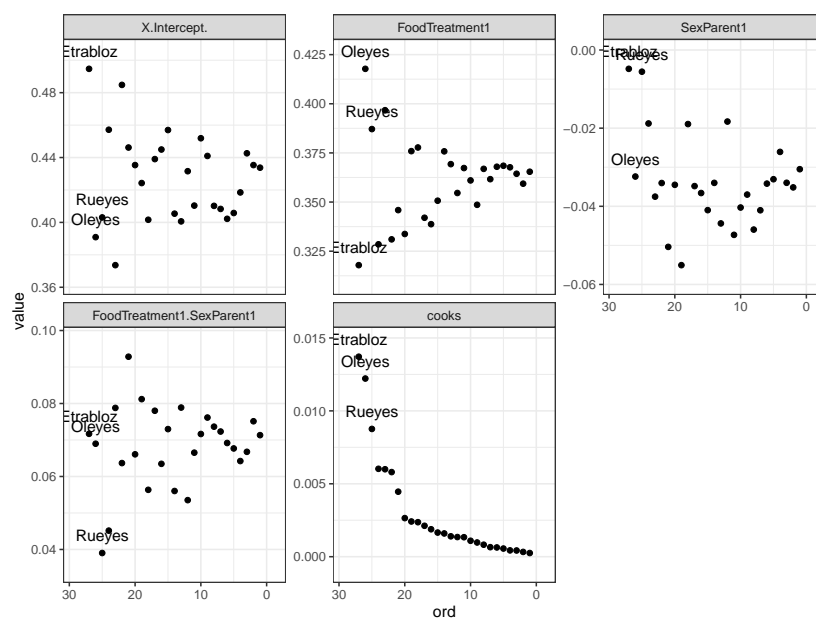 X.Intercept.
FoodTreatment1
SexParent1
Etrabloz
Rueyes
Oleyes
0.48
0.44
0.40
0.36
Oleyes
Rueyes
Etrabloz
0.425
0.400
0.375
0.350
0.325
Etrabloz
Rueyes
Oleyes
0.00
−0.02
−0.04
−0.06
30 20 10 0
value
FoodTreatment1.SexParent1
cooks
Etrabloz
Oleyes
Rueyes
0.10
0.08
0.06
0.04
30 20 10 0
Etrabloz
Oleyes
Rueyes
0.015
0.010
0.005
0.000
30 20 10 0
ord